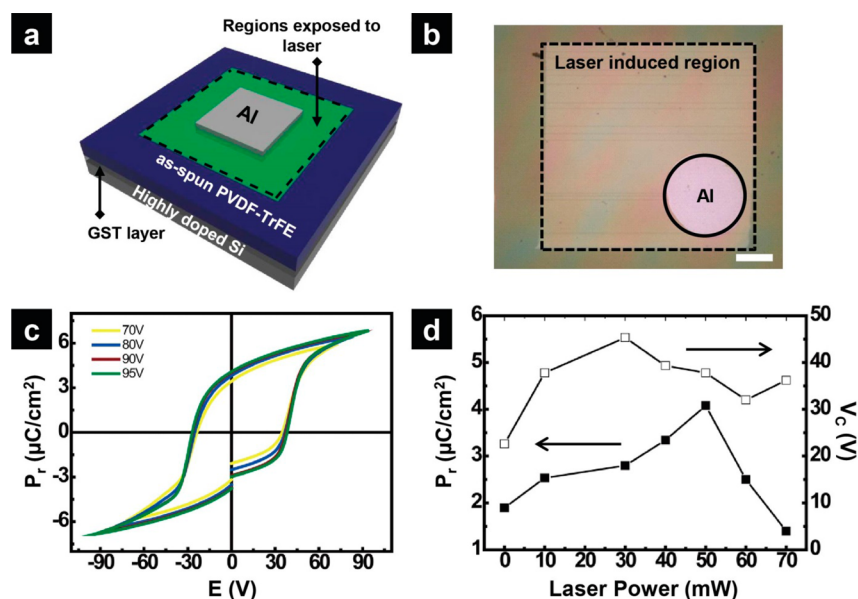 a
Regions exposed to
laser
Al
as-spun PVDF-TrFE
Highly doped Si
GST layer
b
Laser induced region
Al
c
70V
80V
90V
95V
6
3
0
-3
-6
-90 -60 -30 0 30 60 90
Pr (μC/cm²)
E (V)
d
6
5
4
3
2
1
50
40
30
20
10
0
0 10 20 30 40 50 60 70
Pr (μC/cm²)
VC (V)
Laser Power (mW)